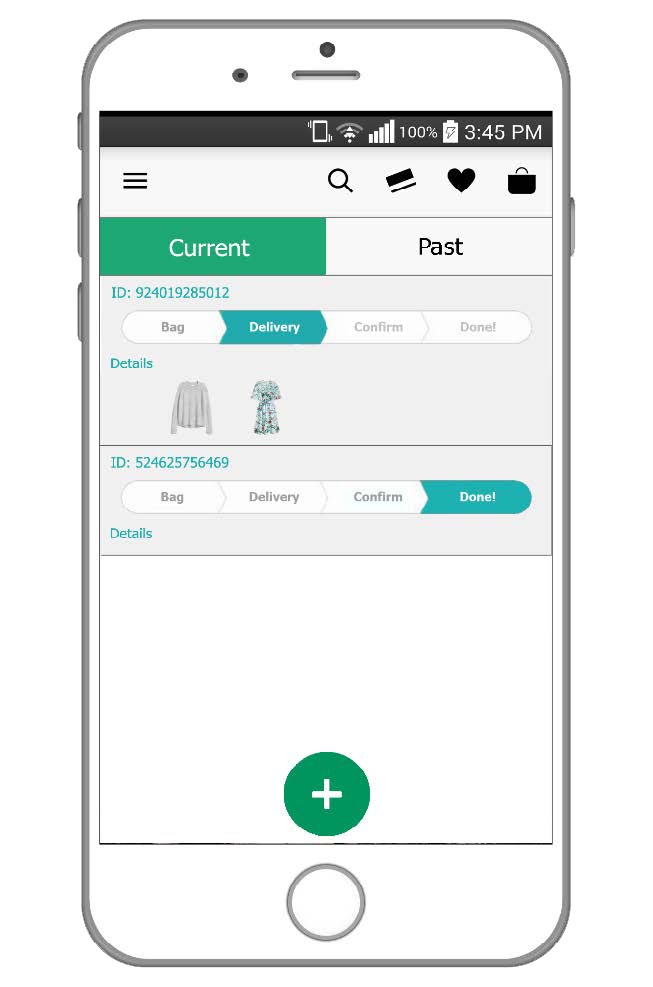 100% 3:45 PM
Current Past
ID: 924019285012
Bag Delivery Confirm Done!
Details
ID: 524625756469
Bag Delivery Confirm Done!
Details